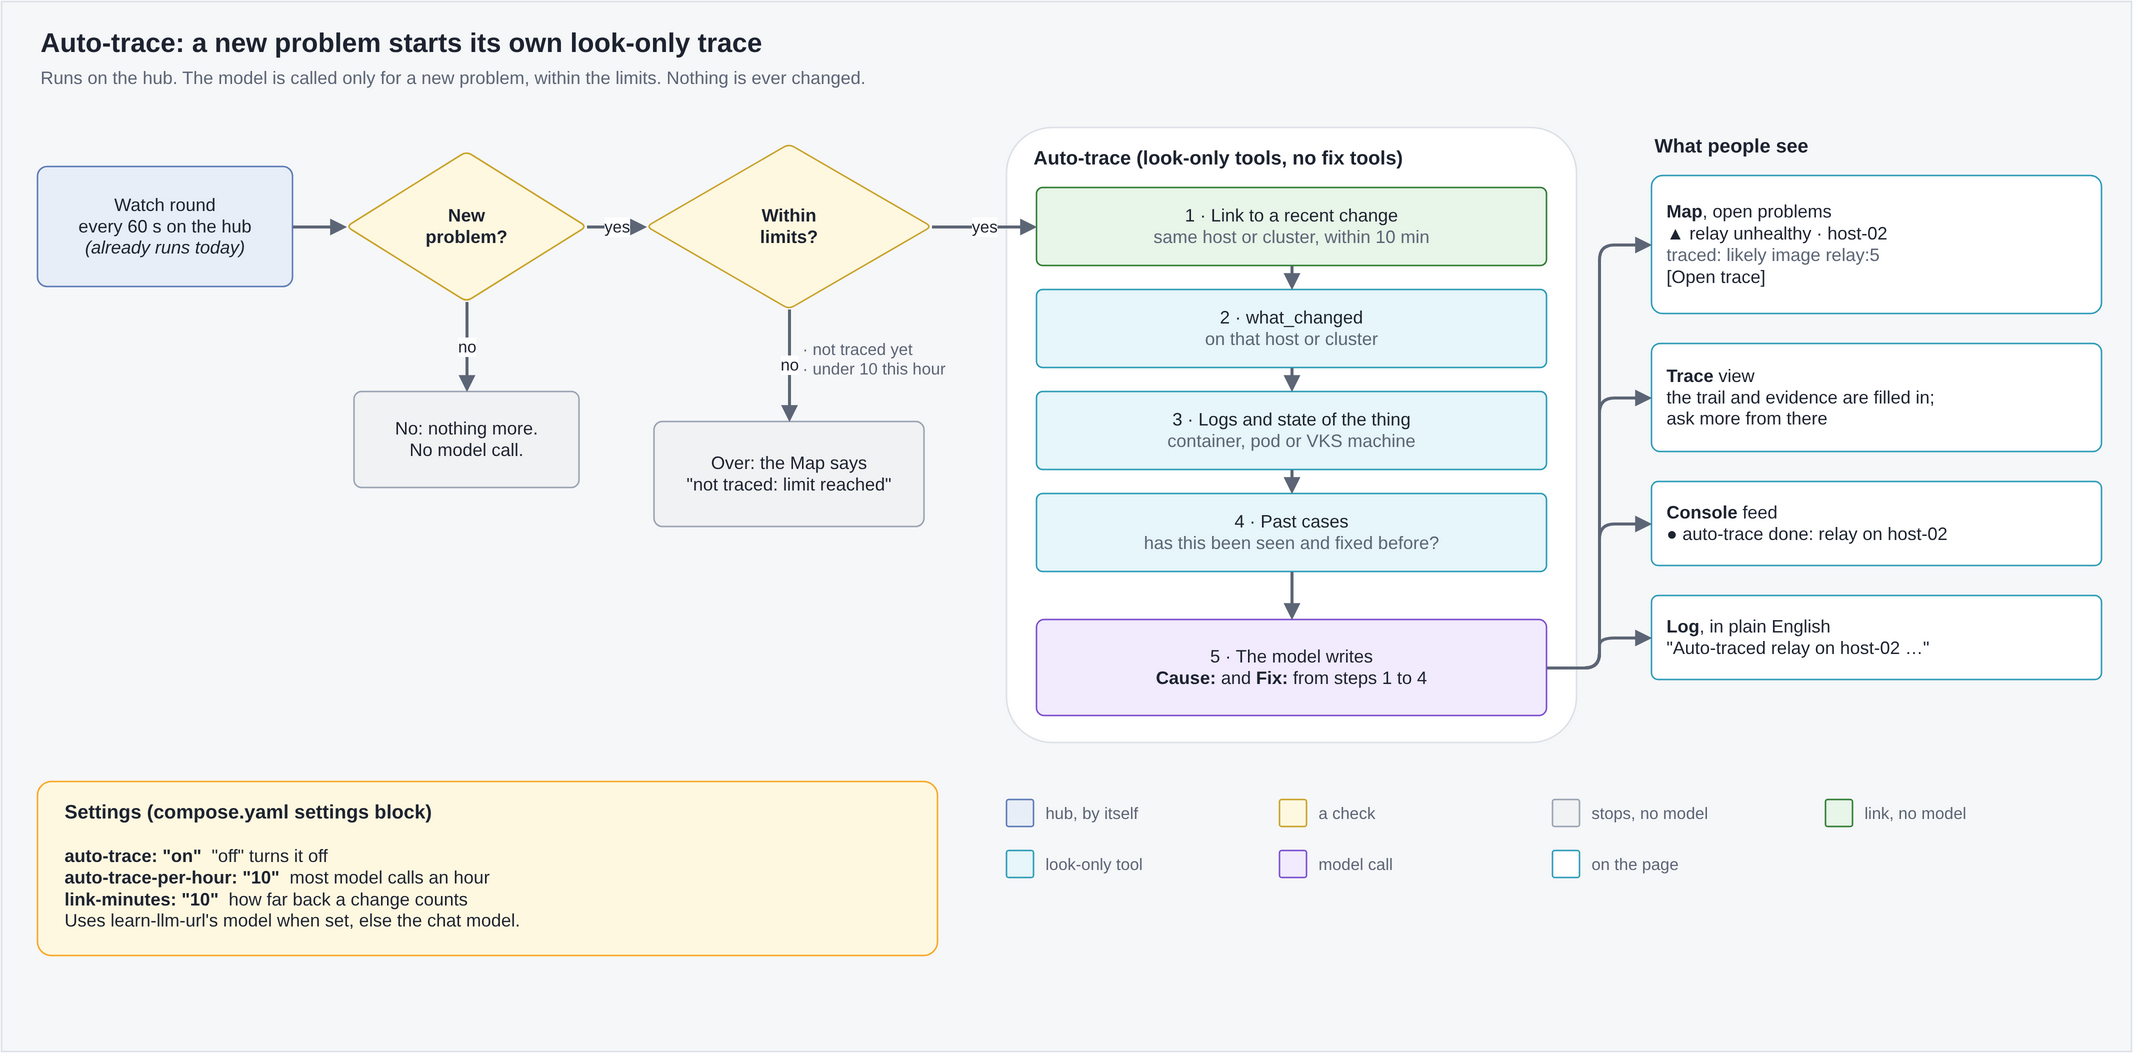 Auto-trace: a new problem starts its own look-only trace
Runs on the hub. The model is called only for a new problem, within the limits. Nothing is ever changed.
Watch round
every 60 s on the hub
(already runs today)
New
problem?
yes
Within
limits?
yes
no
No: nothing more.
No model call.
no
· not traced yet
· under 10 this hour
Over: the Map says
"not traced: limit reached"
Auto-trace (look-only tools, no fix tools)
1 · Link to a recent change
same host or cluster, within 10 min
2 · what_changed
on that host or cluster
3 · Logs and state of the thing
container, pod or VKS machine
4 · Past cases
has this been seen and fixed before?
5 · The model writes
Cause: and Fix: from steps 1 to 4
What people see
Map, open problems
▲ relay unhealthy · host-02
traced: likely image relay:5
[Open trace]
Trace view
the trail and evidence are filled in;
ask more from there
Console feed
● auto-trace done: relay on host-02
Log, in plain English
"Auto-traced relay on host-02 …"
Settings (compose.yaml settings block)
auto-trace: "on" "off" turns it off
auto-trace-per-hour: "10" most model calls an hour
link-minutes: "10" how far back a change counts
Uses learn-llm-url's model when set, else the chat model.
hub, by itself
a check
stops, no model
link, no model
look-only tool
model call
on the page